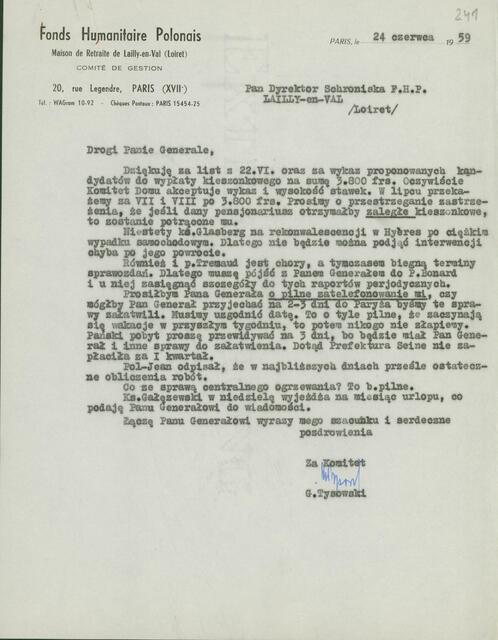 241
Fonds Humanitaire Polonais
Maison de Retraite de Lailly-en-Val (Loiret)
COMITÉ DE GESTION
20, rue Legendre, PARIS (XVIIᵉ)
Tél.: WAGram 10-92 - Chèques Postaux: PARIS 15454-25
PARIS, le 24 czerwca 1959
Pan Dyrektor Schroniska F.H.P.
LAILLY-en-VAL
/Loiret/
Drogi Panie Generale,
Dziękuję za list z 22.VI. oraz za wykaz proponowanych kan-
dydatów do wypłaty kieszonkowego na sumę 3.800 frs. Oczywiście
Komitet Domu akceptuje wykaz i wysokość stawek. W lipcu przeka-
żemy za VII i VIII po 3.800 frs. Prosimy o przestrzeganie zastrze-
żenia, że jeśli dany pensjonariusz otrzymałby zaległe kieszonkowe,
to zostanie potrącone mu.
Niestety ks.Glasberg na rekonwalescencji w Hyères po ciężkim
wypadku samochodowym. Dlatego nie będzie można podjąć interwencji
chyba po jego powrocie.
Również i p.Tremaud jest chory, a tymczasem biegną terminy
sprawozdań. Dlatego muszę pójść z Panem Generałem do P.Bonard
i u niej zasięgnąć szczegóły do tych raportów perjodycznych.
Prosiłbym Pana Generała o pilne zatelefonowanie mi, czy
mógłby Pan Generał przyjechać na 2-3 dni do Paryża byśmy te spra-
wy załatwili. Musimy uzgodnić datę. To o tyle pilne, że zaczynają
się wakacje w przyszłym tygodniu, to potem nikogo nie złapiemy.
Pański pobyt proszę przewidywać na 3 dni, bo będzie miał Pan Gene-
rał i inne sprawy do załatwienia. Dotąd Prefektura Seine nie za-
płaciła za I kwartał.
Pol-Jean odpisał, że w najbliższych dniach prześle ostatecz-
ne obliczenia robót.
Co ze sprawą centralnego ogrzewania? To b.pilne.
Ks.Gałęzewski w niedzielę wyjeżdża na miesiąc urlopu, co
podaję Panu Generałowi do wiadomości.
Łączę Panu Generałowi wyrazy mego szacunku i serdeczne
pozdrowienia
Za Komitet
G.Tysowski